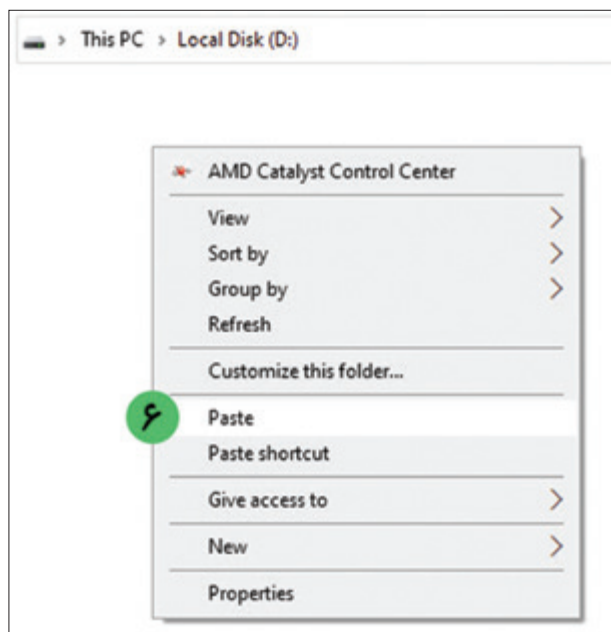 > This PC > Local Disk (D:)
AMD Catalyst Control Center
View >
Sort by >
Group by >
Refresh
Customize this folder...
۶ Paste
Paste shortcut
Give access to >
New >
Properties